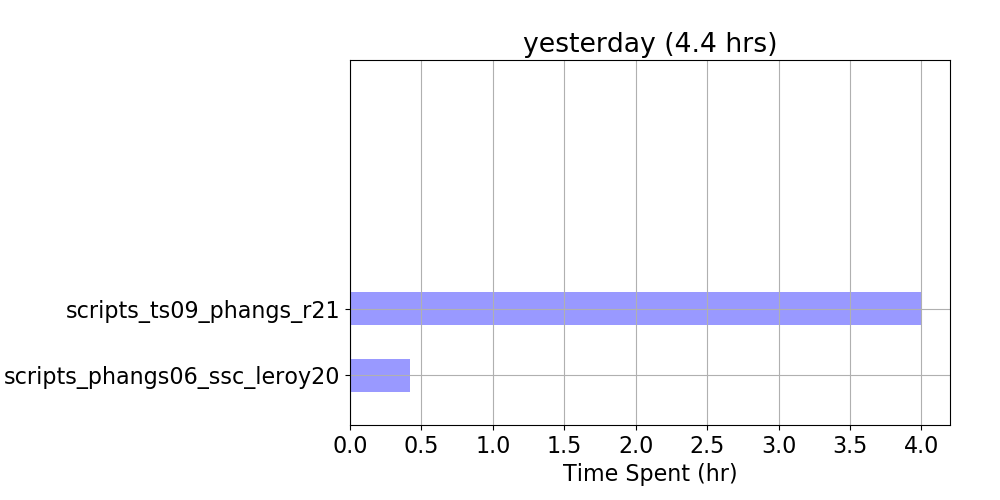 yesterday (4.4 hrs)
scripts_ts09_phangs_r21
scripts_phangs06_ssc_leroy20
0.0 0.5 1.0 1.5 2.0 2.5 3.0 3.5 4.0
Time Spent (hr)